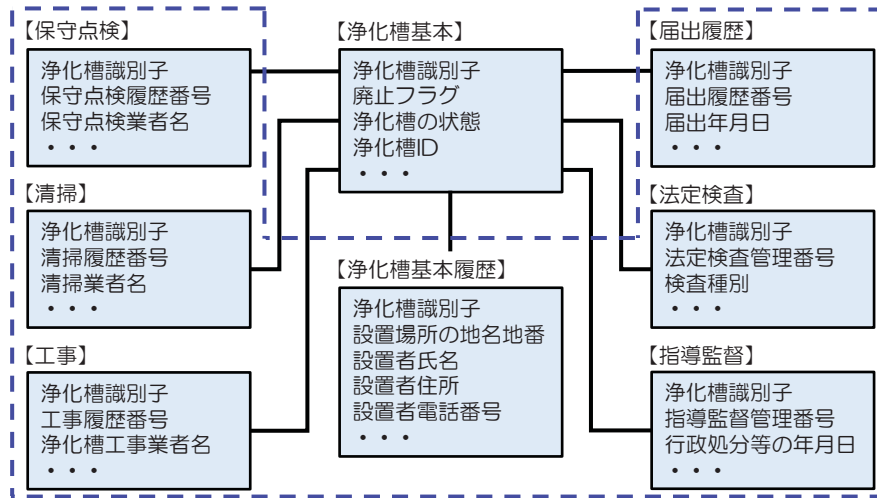 【保守点検】
浄化槽識別子
保守点検履歴番号
保守点検業者名
・・・
【清掃】
浄化槽識別子
清掃履歴番号
清掃業者名
・・・
【工事】
浄化槽識別子
工事履歴番号
浄化槽工事業者名
・・・
【浄化槽基本】
浄化槽識別子
廃止フラグ
浄化槽の状態
浄化槽ID
・・・
【浄化槽基本履歴】
浄化槽識別子
設置場所の地名地番
設置者氏名
設置者住所
設置者電話番号
・・・
【届出履歴】
浄化槽識別子
届出履歴番号
届出年月日
・・・
【法定検査】
浄化槽識別子
法定検査管理番号
検査種別
・・・
【指導監督】
浄化槽識別子
指導監督管理番号
行政処分等の年月日
・・・